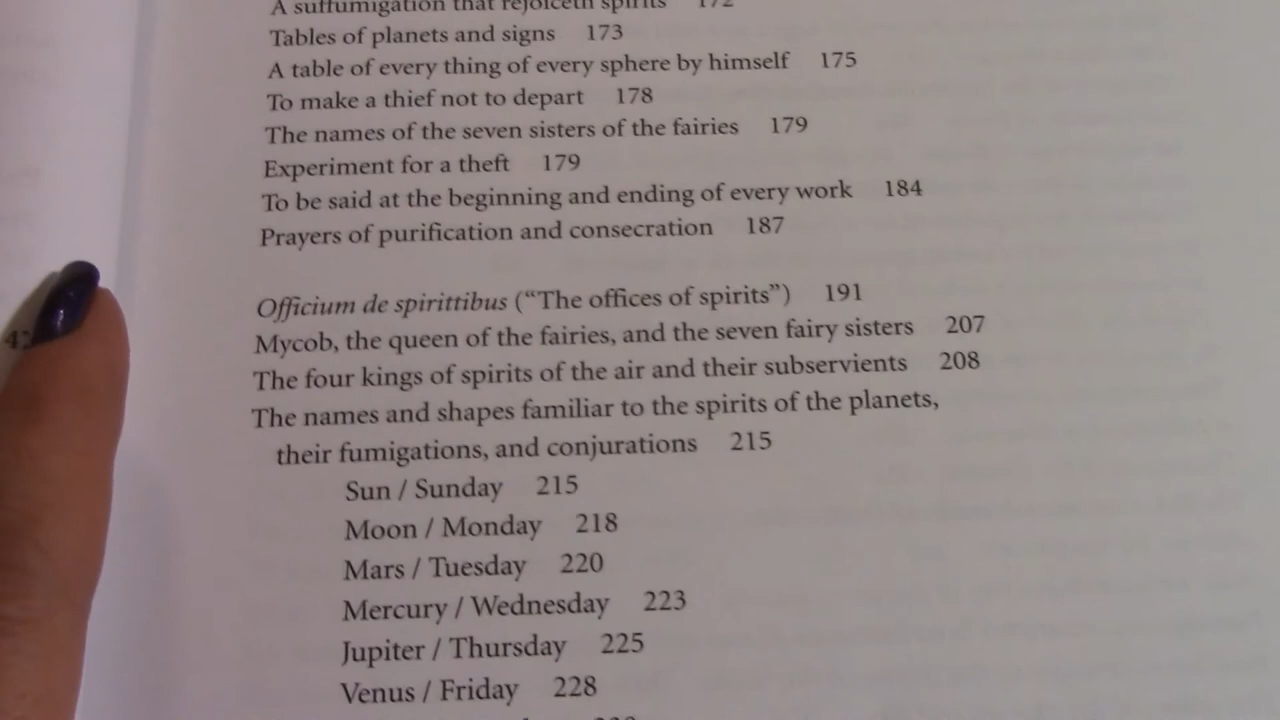 A suffumigation that rejoiceth spirits 172
Tables of planets and signs 173
A table of every thing of every sphere by himself 175
To make a thief not to depart 178
The names of the seven sisters of the fairies 179
Experiment for a theft 179
To be said at the beginning and ending of every work 184
Prayers of purification and consecration 187
Officium de spirittibus (“The offices of spirits”) 191
Mycob, the queen of the fairies, and the seven fairy sisters 207
The four kings of spirits of the air and their subservients 208
The names and shapes familiar to the spirits of the planets,
their fumigations, and conjurations 215
Sun / Sunday 215
Moon / Monday 218
Mars / Tuesday 220
Mercury / Wednesday 223
Jupiter / Thursday 225
Venus / Friday 228